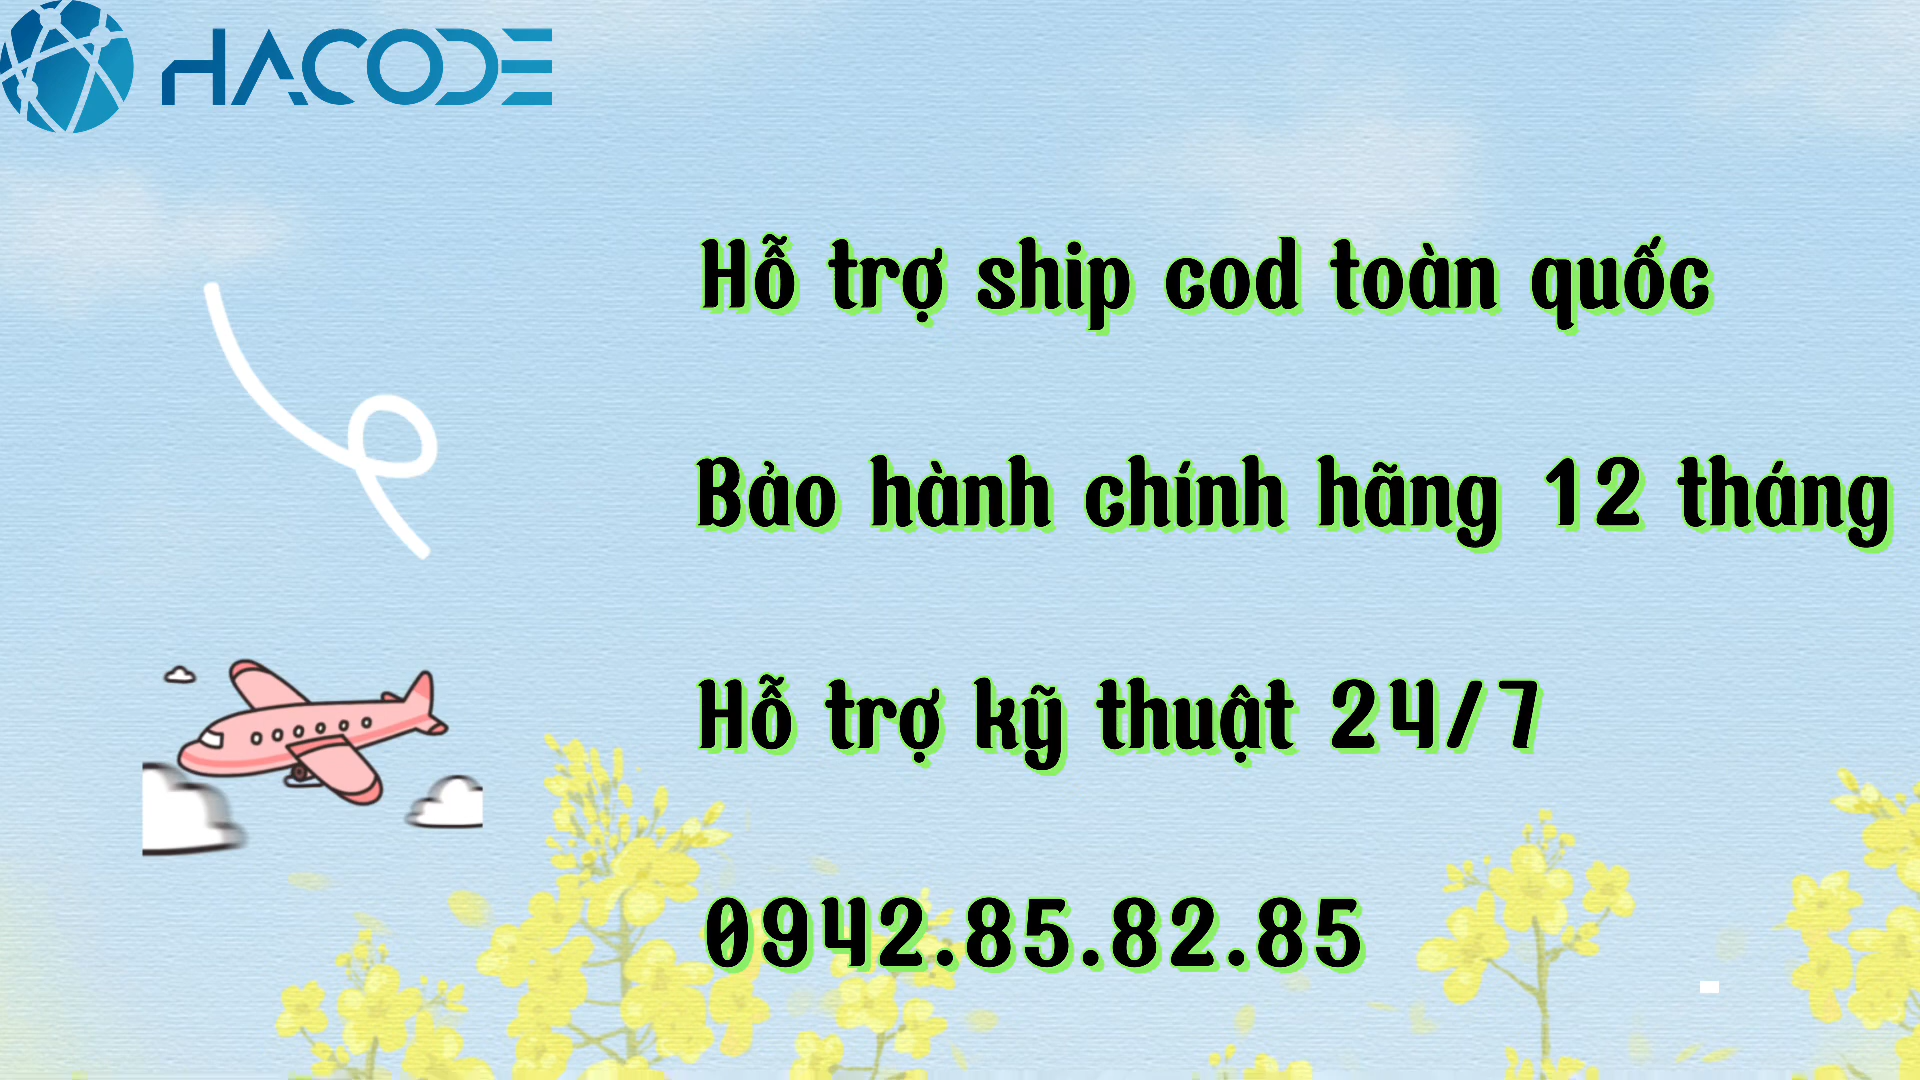 HACODE
Hỗ trợ ship cod toàn quốc
Bảo hành chính hãng 12 tháng
Hỗ trợ kỹ thuật 24/7
0942.85.82.85